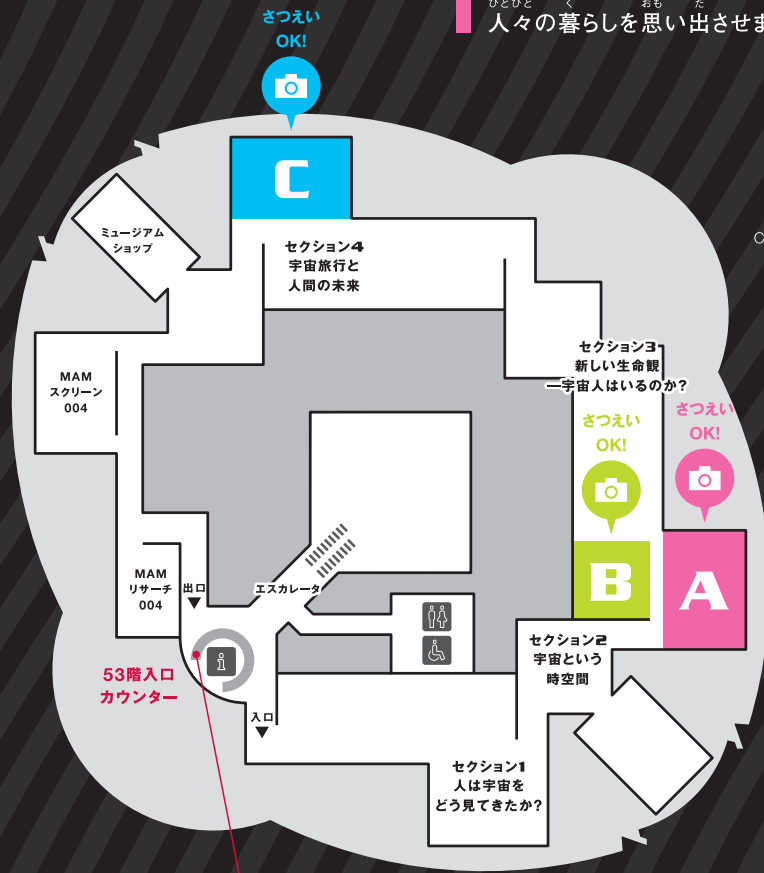 ひとびと く おも だ
人々の暮らしを思い出させま
さつえい
OK!
C
ミュージアム
ショップ
セクション4
宇宙旅行と
人間の未来
C
MAM
スクリーン
004
セクション3
新しい生命観
―宇宙人はいるのか?
さつえい
OK!
さつえい
OK!
B
A
MAM
リサーチ
004
出口
エスカレータ
53階入口
カウンター
i
入口
セクション2
宇宙という
時空間
セクション1
人は宇宙を
どう見てきたか?